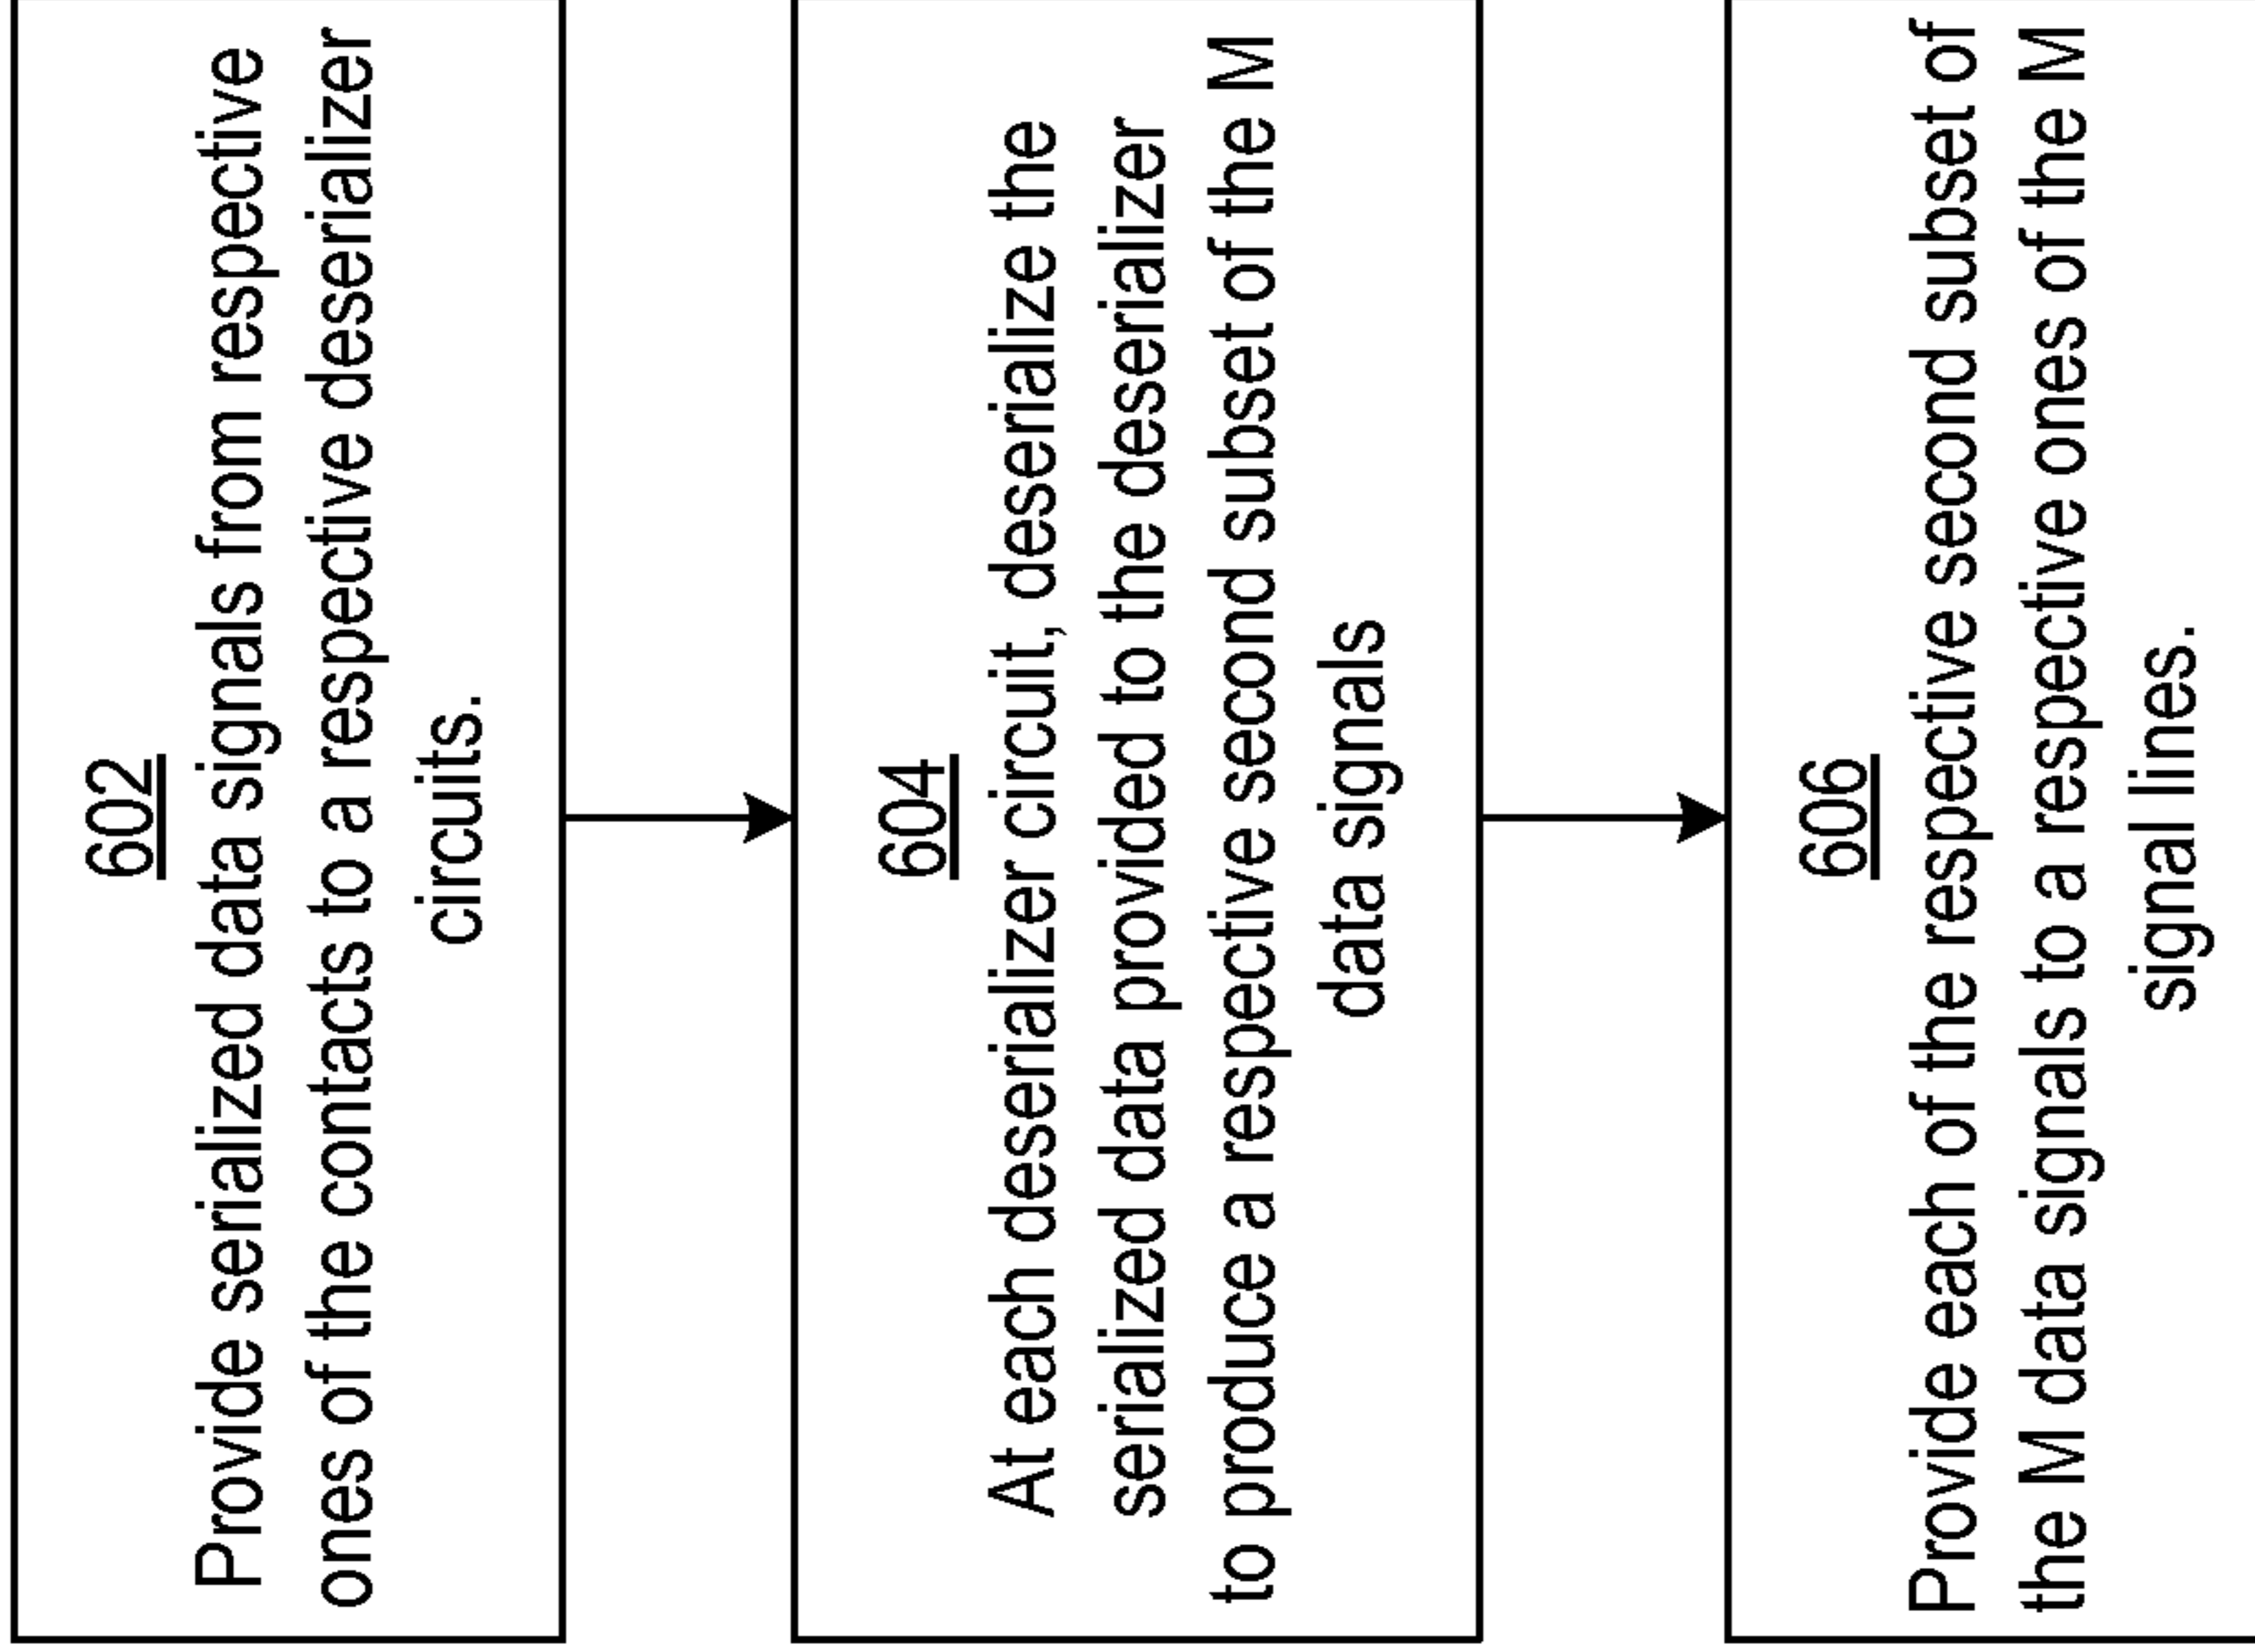 602
Provide serialized data signals from respective
ones of the contacts to a respective deserializer
circuits.
604
At each deserializer circuit, deserialize the
serialized data provided to the deserializer
to produce a respective second subset of the M
data signals
606
Provide each of the respective second subset of
the M data signals to a respective ones of the M
signal lines.